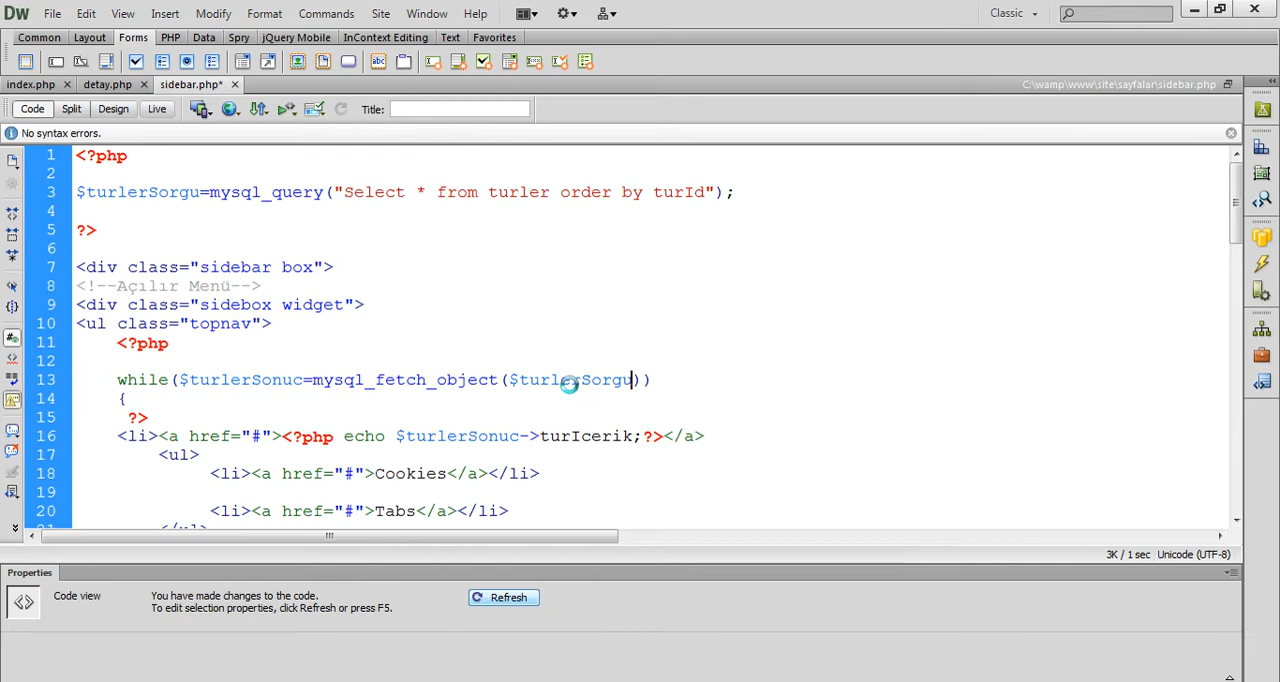 DW File Edit View Insert Modify Format Commands Site Window Help Classic
Common Layout Forms PHP Data Spry jQuery Mobile InContext Editing Text Favorites
index.php detay.php sidebar.php* C:\wamp\www\site\sayfalar\sidebar.php
Code Split Design Live Title:
No syntax errors.
1 <?php
2
3 $turlerSorgu=mysql_query("Select * from turler order by turId");
4
5 ?>
6
7 <div class="sidebar box">
8 <!--Açılır Menü-->
9 <div class="sidebox widget">
10 <ul class="topnav">
11 <?php
12
13 while($turlerSonuc=mysql_fetch_object($turlerSorgu))
14 {
15 ?>
16 <li><a href="#"><?php echo $turlerSonuc->turIcerik;?></a>
17 <ul>
18 <li><a href="#">Cookies</a></li>
19
20 <li><a href="#">Tabs</a></li>
21 </ul>
3K / 1 sec Unicode (UTF-8)
Properties
Code view You have made changes to the code. Refresh
To edit selection properties, click Refresh or press F5.